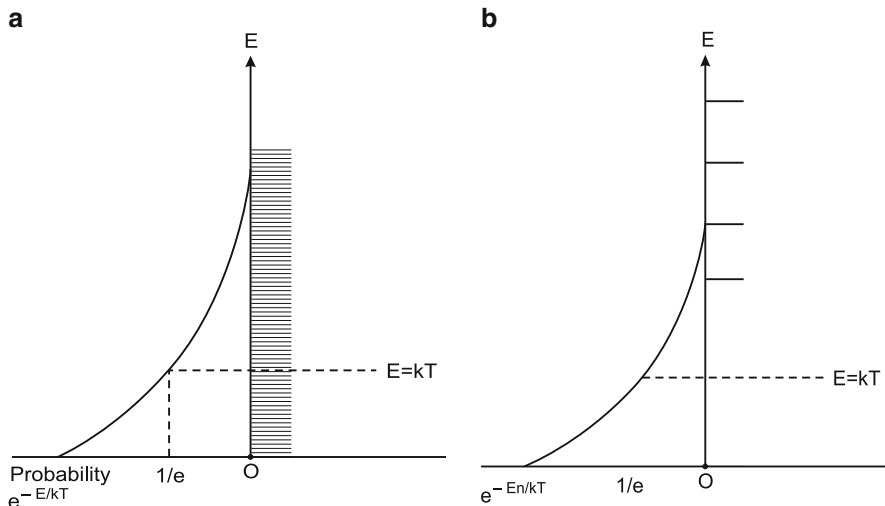 a
E
E=kT
Probability 1/e O
e^{-E/kT}
b
E
E=kT
e^{-En/kT} 1/e O